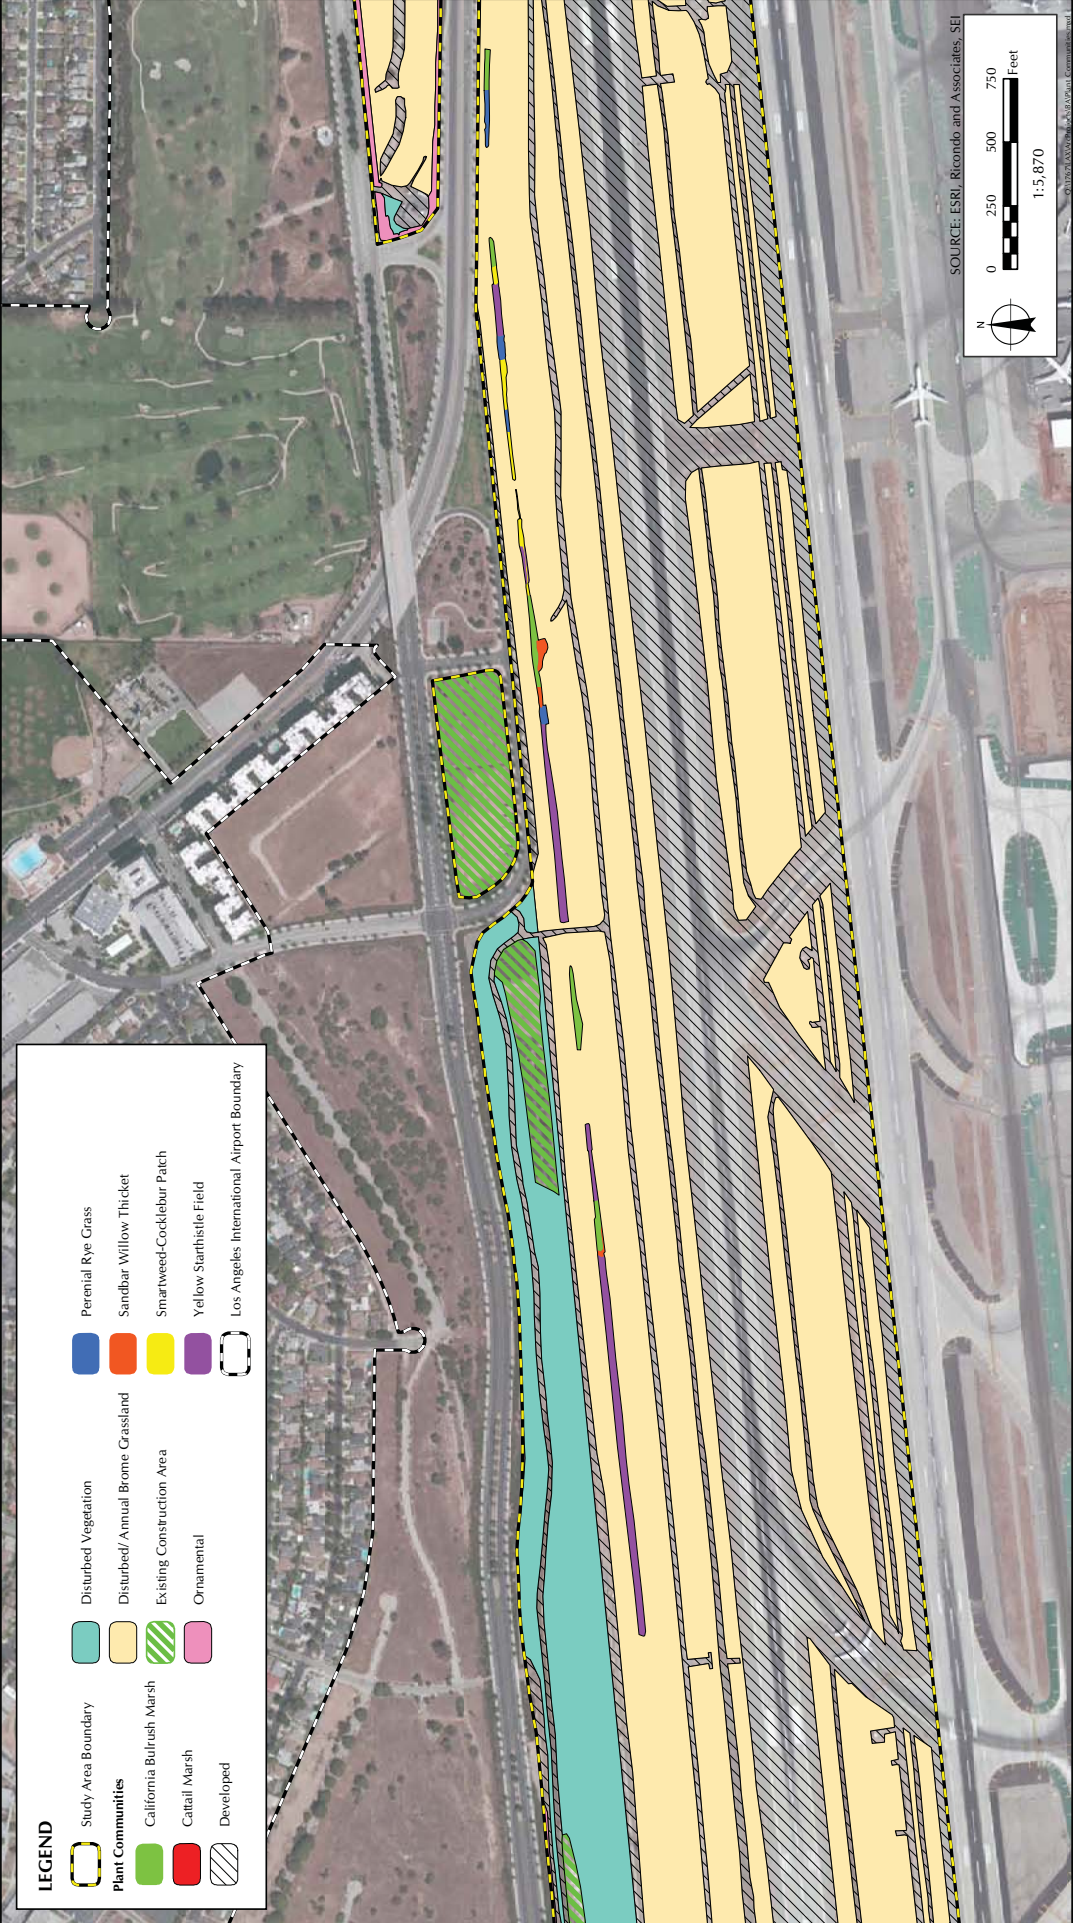 LEGEND
Study Area Boundary
Plant Communities
California Bulrush Marsh
Cattail Marsh
Developed
Disturbed Vegetation
Disturbed/ Annual Brome Grassland
Existing Construction Area
Ornamental
Perenial Rye Grass
Sandbar Willow Thicket
Smartweed-Cocklebur Patch
Yellow Starthistle Field
Los Angeles International Airport Boundary
SOURCE: ESRI, Ricondo and Associates, SEI
N
0 250 500 750
Feet
1:5,870